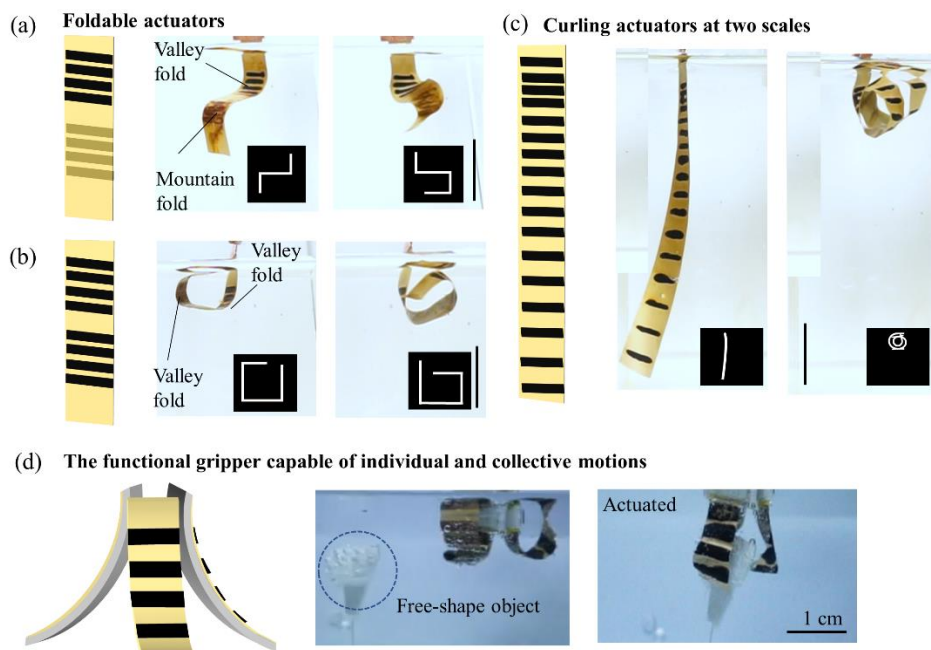 (a) Foldable actuators
Valley
fold
Mountain
fold
(b)
Valley
fold
Valley
fold
(c) Curling actuators at two scales
(d) The functional gripper capable of individual and collective motions
Free-shape object
Actuated
1 cm